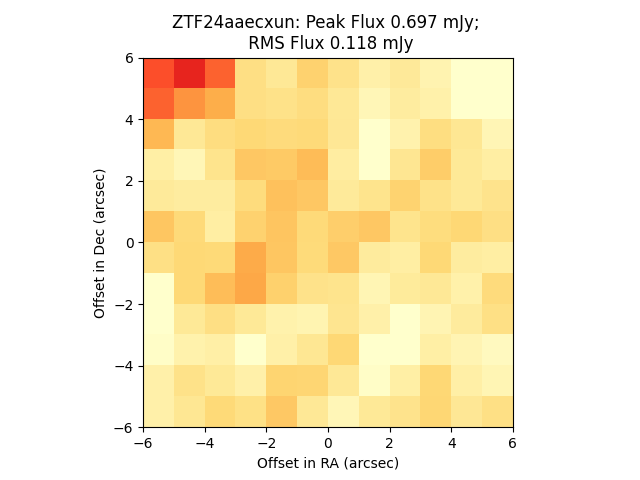 ZTF24aaecxun: Peak Flux 0.697 mJy;
RMS Flux 0.118 mJy
6
4
2
0
−2
−4
−6
Offset in Dec (arcsec)
−6 −4 −2 0 2 4 6
Offset in RA (arcsec)